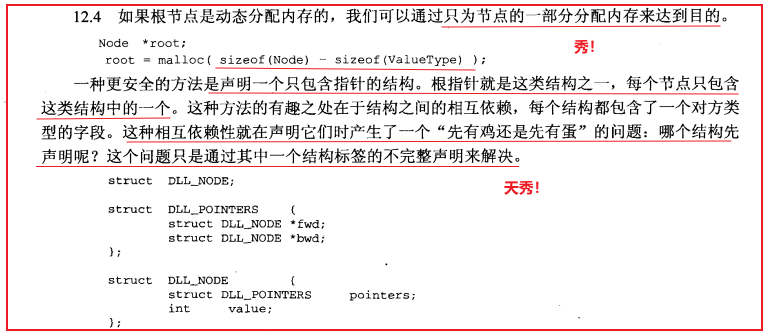 12.4 如果根节点是动态分配内存的，我们可以通过只为节点的一部分分配内存来达到目的。
Node *root;
root = malloc( sizeof(Node) - sizeof(ValueType) );
秀！
一种更安全的方法是声明一个只包含指针的结构。根指针就是这类结构之一，每个节点只包含
这类结构中的一个。这种方法的有趣之处在于结构之间的相互依赖，每个结构都包含了一个对方类
型的字段。这种相互依赖性就在声明它们时产生了一个“先有鸡还是先有蛋”的问题：哪个结构先
声明呢？这个问题只是通过其中一个结构标签的不完整声明来解决。
struct DLL_NODE;
天秀！
struct DLL_POINTERS {
struct DLL_NODE *fwd;
struct DLL_NODE *bwd;
};
struct DLL_NODE {
struct DLL_POINTERS pointers;
int value;
};